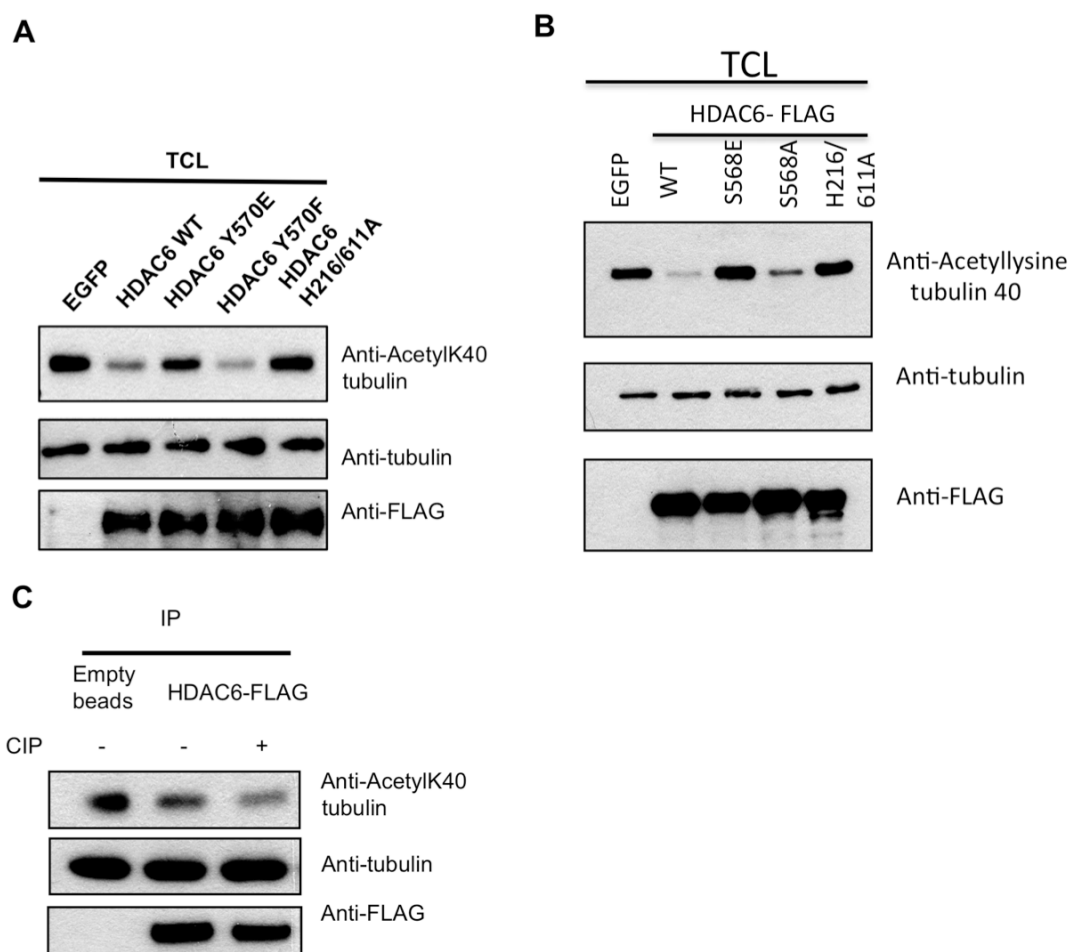 A
TCL
EGFP
HDAC6 WT
HDAC6 Y570E
HDAC6 Y570F
HDAC6
H216/611A
Anti-AcetylK40
tubulin
Anti-tubulin
Anti-FLAG
B
TCL
HDAC6- FLAG
EGFP
WT
S568E
S568A
H216/
611A
Anti-Acetyllysine
tubulin 40
Anti-tubulin
Anti-FLAG
C
IP
Empty
beads
HDAC6-FLAG
CIP - - +
Anti-AcetylK40
tubulin
Anti-tubulin
Anti-FLAG